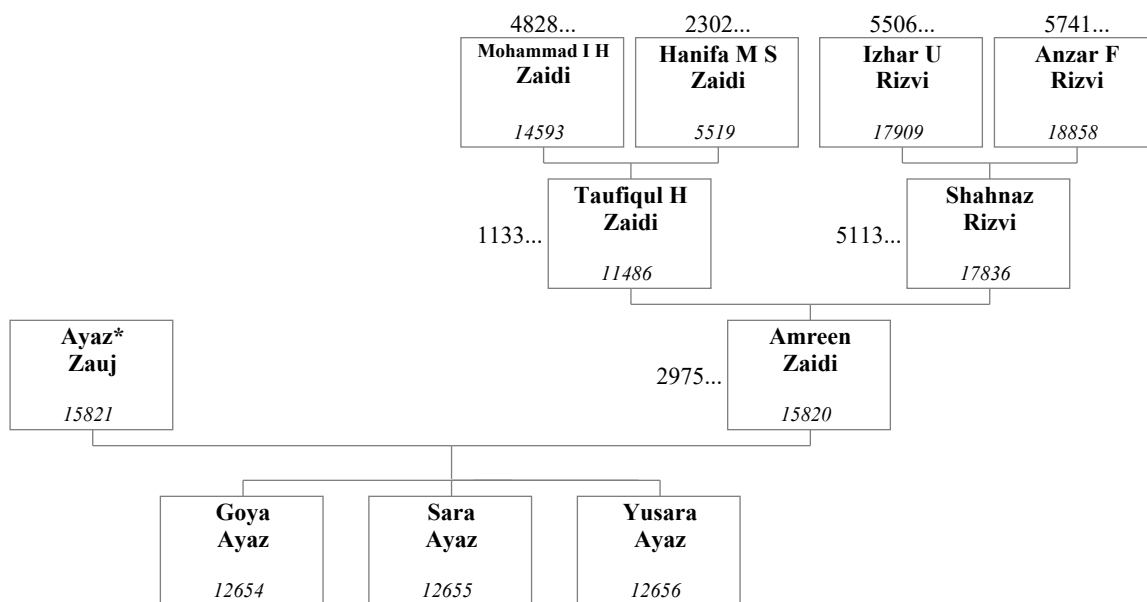 4828...
2302...
5506...
5741...
Mohammad I H
Zaidi
14593
Hanifa M S
Zaidi
5519
Izhar U
Rizvi
17909
Anzar F
Rizvi
18858
1133...
Taufiqul H
Zaidi
11486
5113...
Shahnaz
Rizvi
17836
Ayaz*
Zauj
15821
2975...
Amreen
Zaidi
15820
Goya
Ayaz
12654
Sara
Ayaz
12655
Yusara
Ayaz
12656